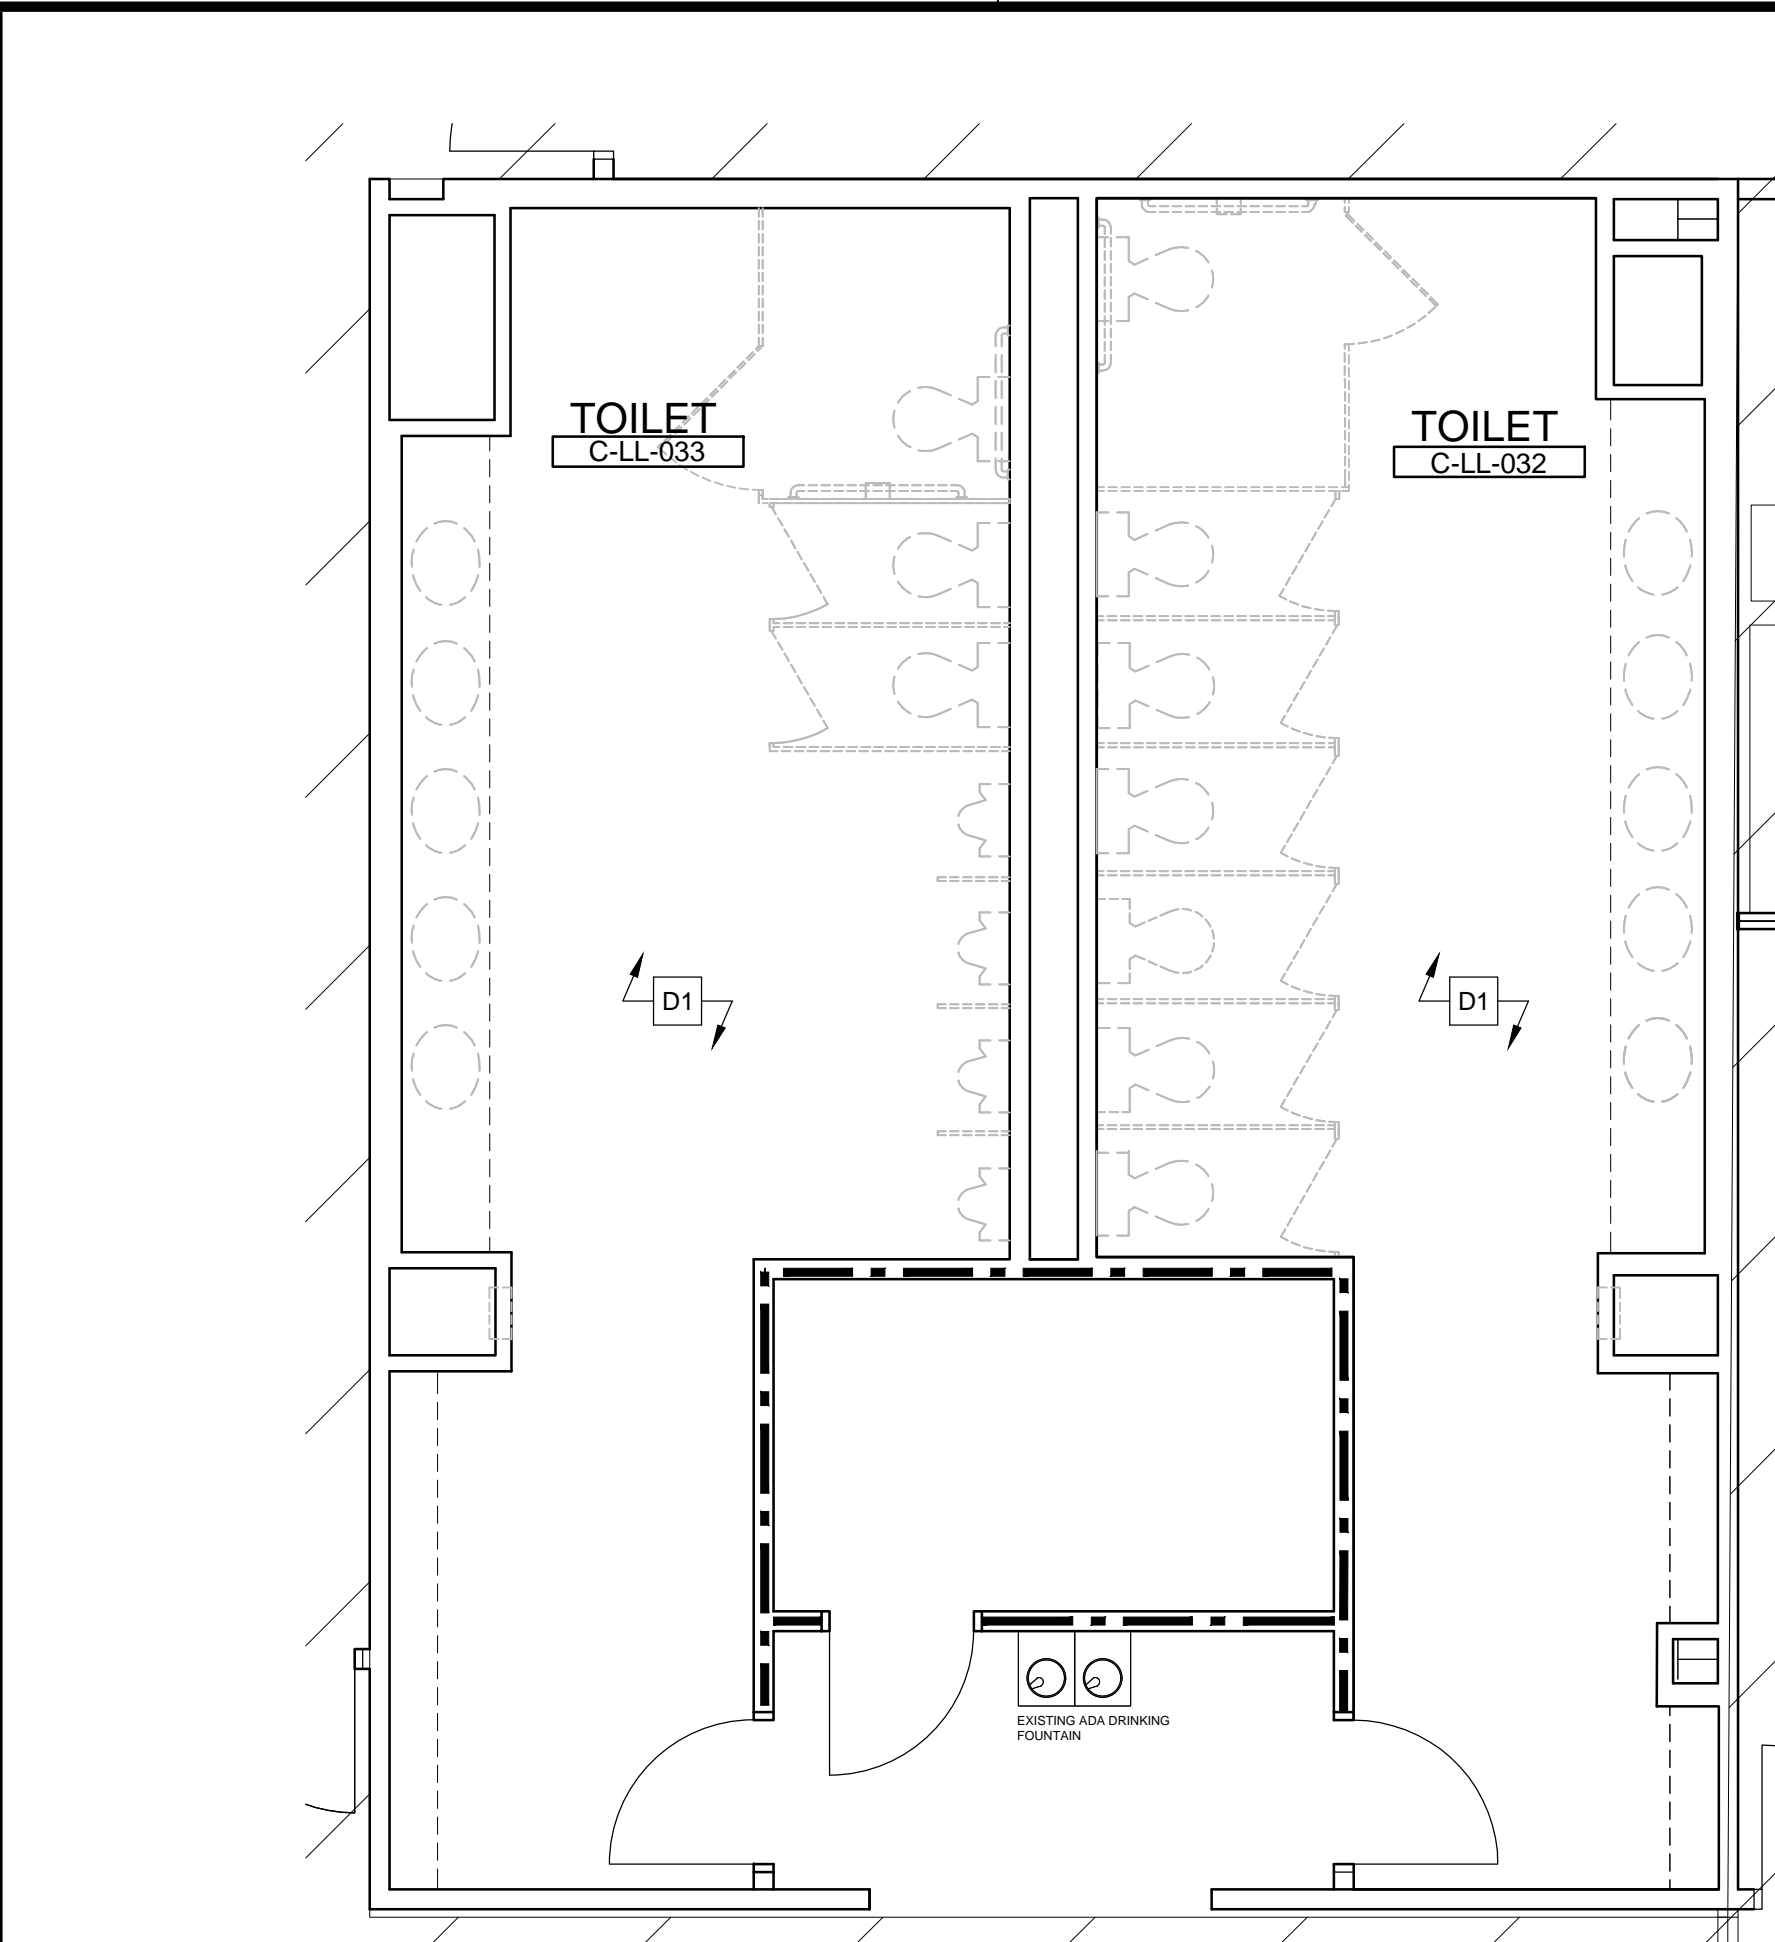 TOILET
C-LL-033
TOILET
C-LL-032
D1
D1
EXISTING ADA DRINKING
FOUNTAIN